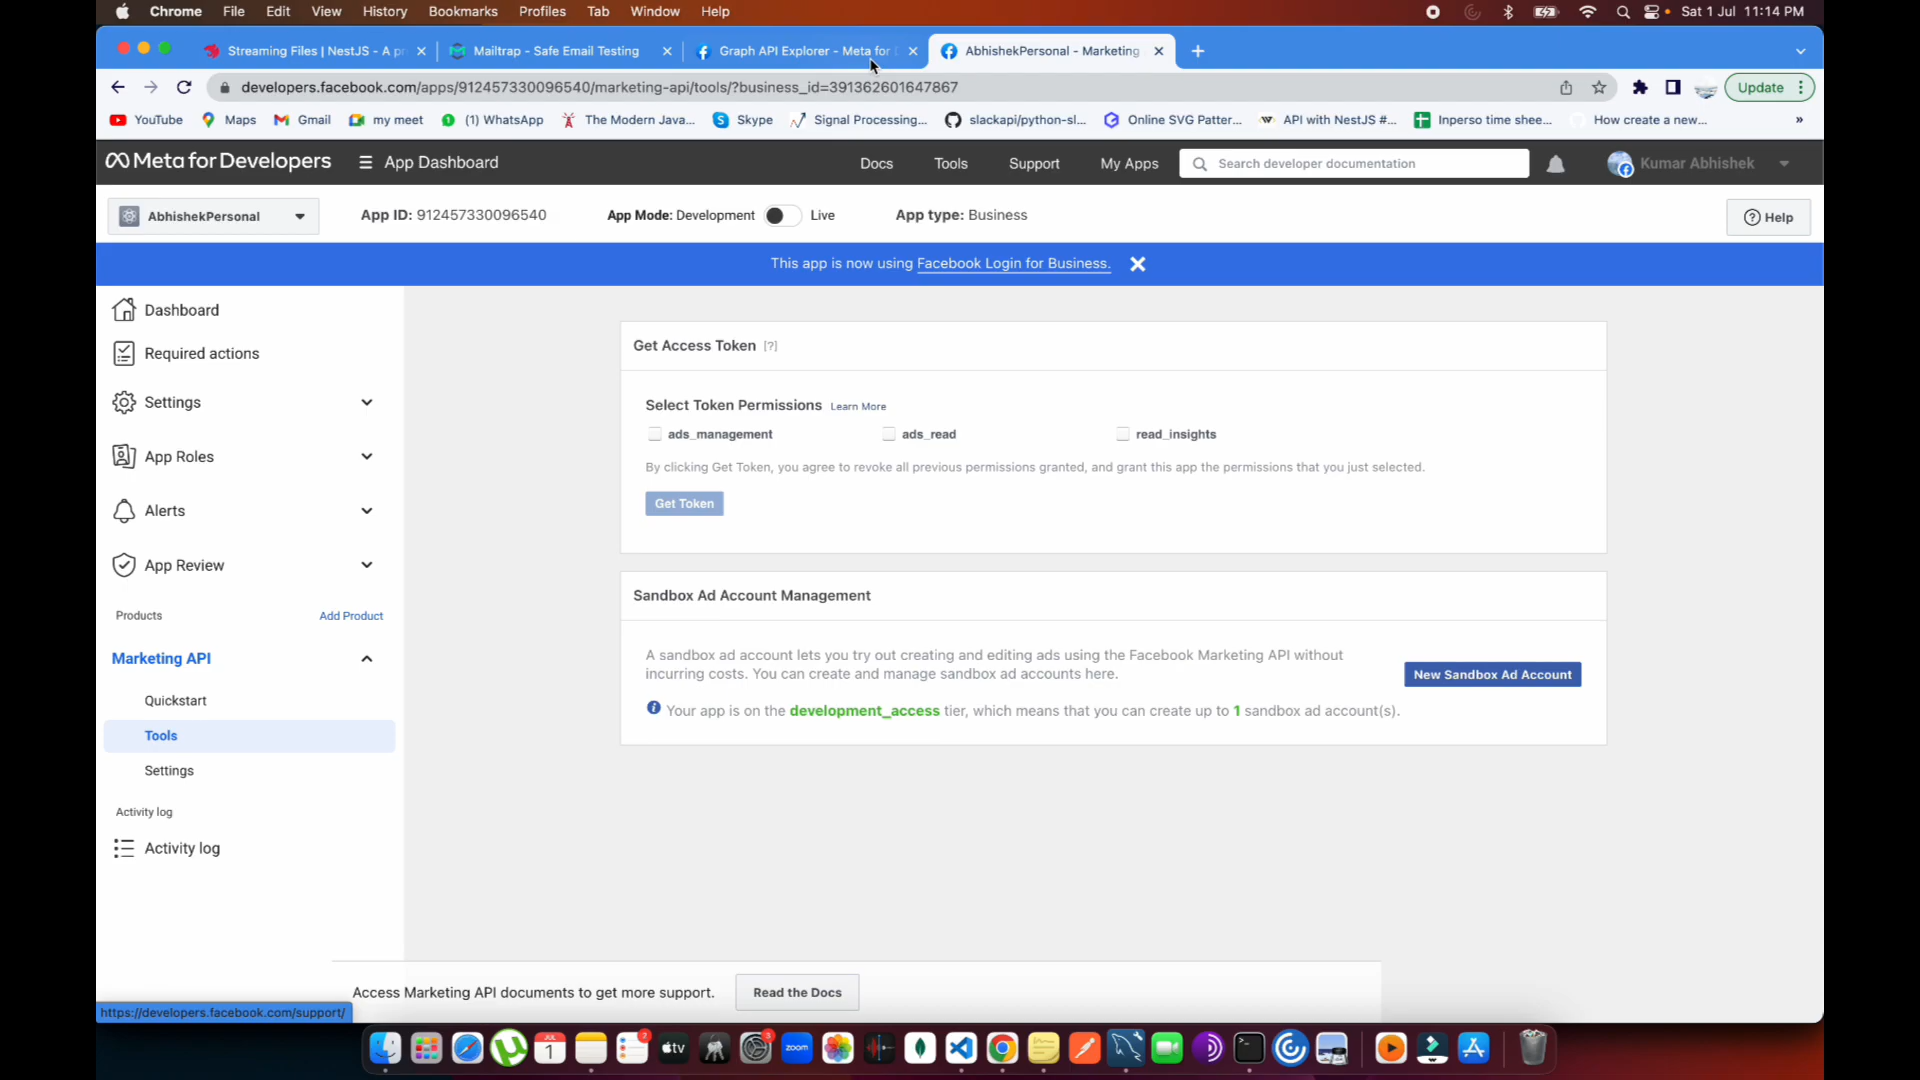 Chrome File Edit View History Bookmarks Profiles Tab Window Help Sat 1 Jul 11:14 PM
Streaming Files | NestJS - A pr Mailtrap - Safe Email Testing Graph API Explorer - Meta for AbhishekPersonal - Marketing
developers.facebook.com/apps/912457330096540/marketing-api/tools/?business_id=391362601647867 Update
YouTube Maps Gmail my meet (1) WhatsApp The Modern Java... Skype Signal Processing... slackapi/python-sl... Online SVG Patter... API with NestJS #... Inperso time shee... How create a new... »
Meta for Developers App Dashboard Docs Tools Support My Apps Search developer documentation Kumar Abhishek
AbhishekPersonal App ID: 912457330096540 App Mode: Development Live App type: Business Help
This app is now using Facebook Login for Business.
Dashboard
Required actions
Settings
App Roles
Alerts
App Review
Products Add Product
Marketing API
Quickstart
Tools
Settings
Activity log
Activity log
Get Access Token [?]
Select Token Permissions Learn More
ads_management ads_read read_insights
By clicking Get Token, you agree to revoke all previous permissions granted, and grant this app the permissions that you just selected.
Get Token
Sandbox Ad Account Management
A sandbox ad account lets you try out creating and editing ads using the Facebook Marketing API without
incurring costs. You can create and manage sandbox ad accounts here.
New Sandbox Ad Account
Your app is on the development_access tier, which means that you can create up to 1 sandbox ad account(s).
Access Marketing API documents to get more support. Read the Docs
https://developers.facebook.com/support/
JUL
1
2
tv
3
zoom